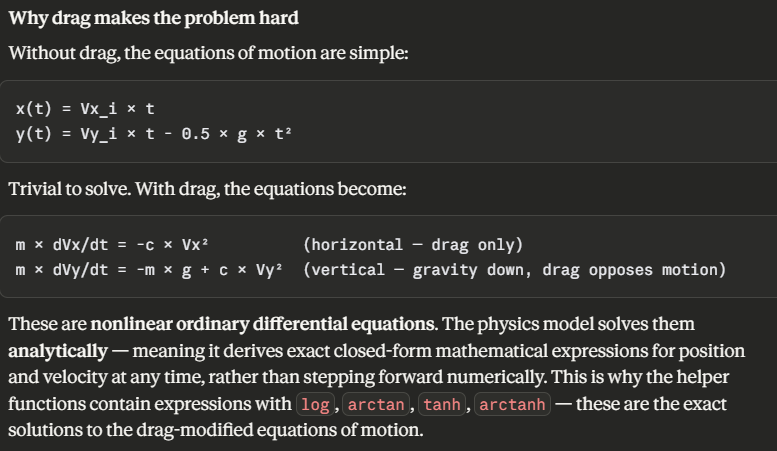 Why drag makes the problem hard
Without drag, the equations of motion are simple:
x(t) = Vx_i × t
y(t) = Vy_i × t - 0.5 × g × t²
Trivial to solve. With drag, the equations become:
m × dVx/dt = -c × Vx²          (horizontal — drag only)
m × dVy/dt = -m × g + c × Vy²  (vertical — gravity down, drag opposes motion)
These are nonlinear ordinary differential equations. The physics model solves them
analytically — meaning it derives exact closed-form mathematical expressions for position
and velocity at any time, rather than stepping forward numerically. This is why the helper
functions contain expressions with log, arctan, tanh, arctanh — these are the exact
solutions to the drag-modified equations of motion.